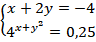 x + 2y = −4
4^{x+y²} = 0,25